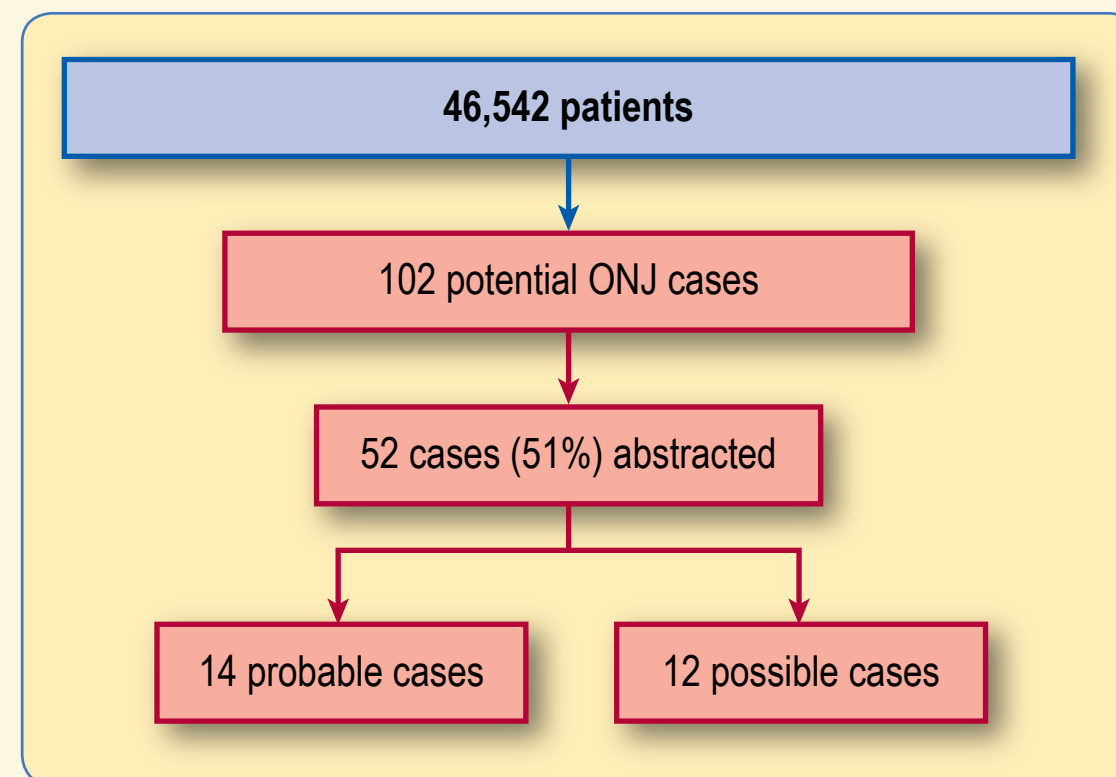 46,542 patients
102 potential ONJ cases
52 cases (51%) abstracted
14 probable cases
12 possible cases